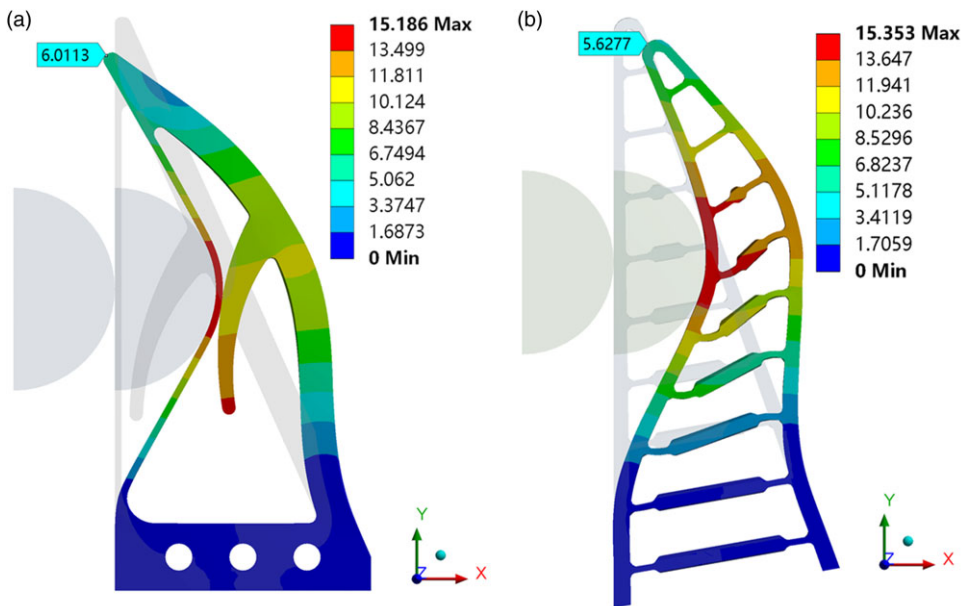 (a)
6.0113
15.186 Max
13.499
11.811
10.124
8.4367
6.7494
5.062
3.3747
1.6873
0 Min
Y
Z
X
(b)
5.6277
15.353 Max
13.647
11.941
10.236
8.5296
6.8237
5.1178
3.4119
1.7059
0 Min
Y
Z
X